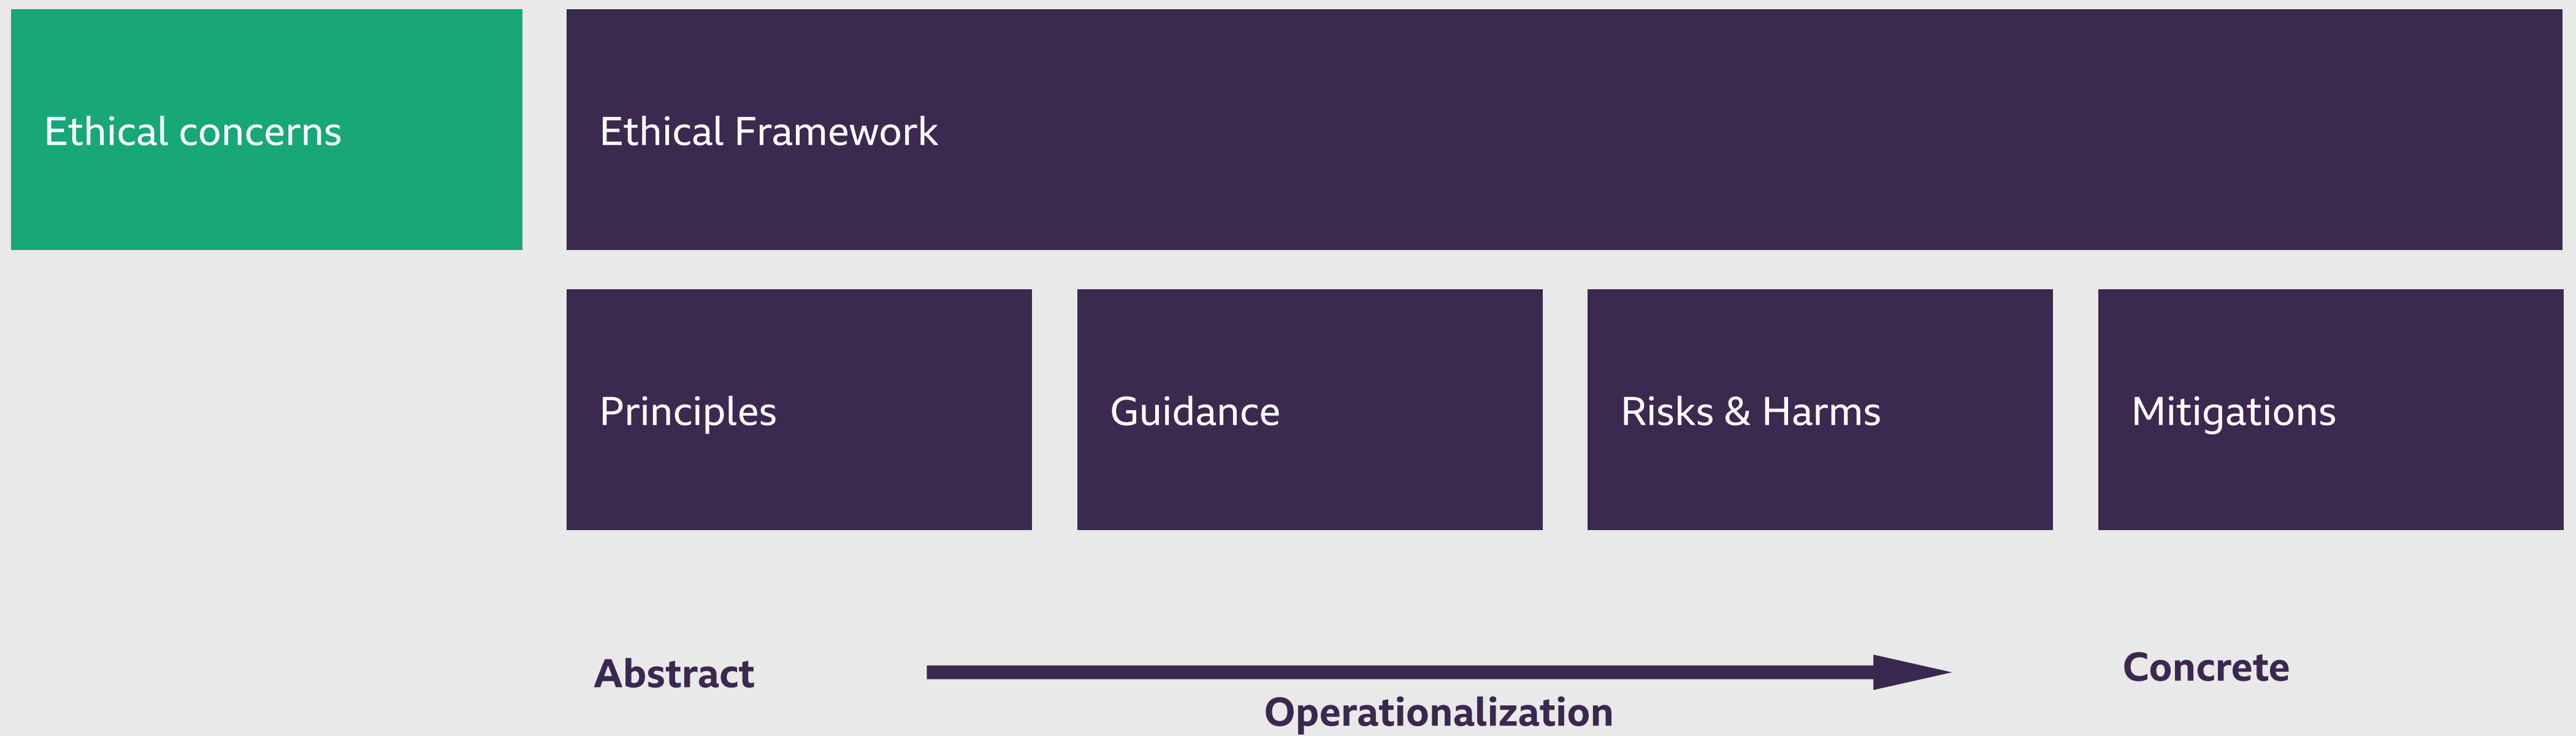 Ethical concerns
Ethical Framework
Principles
Guidance
Risks & Harms
Mitigations
Abstract
Concrete
Operationalization